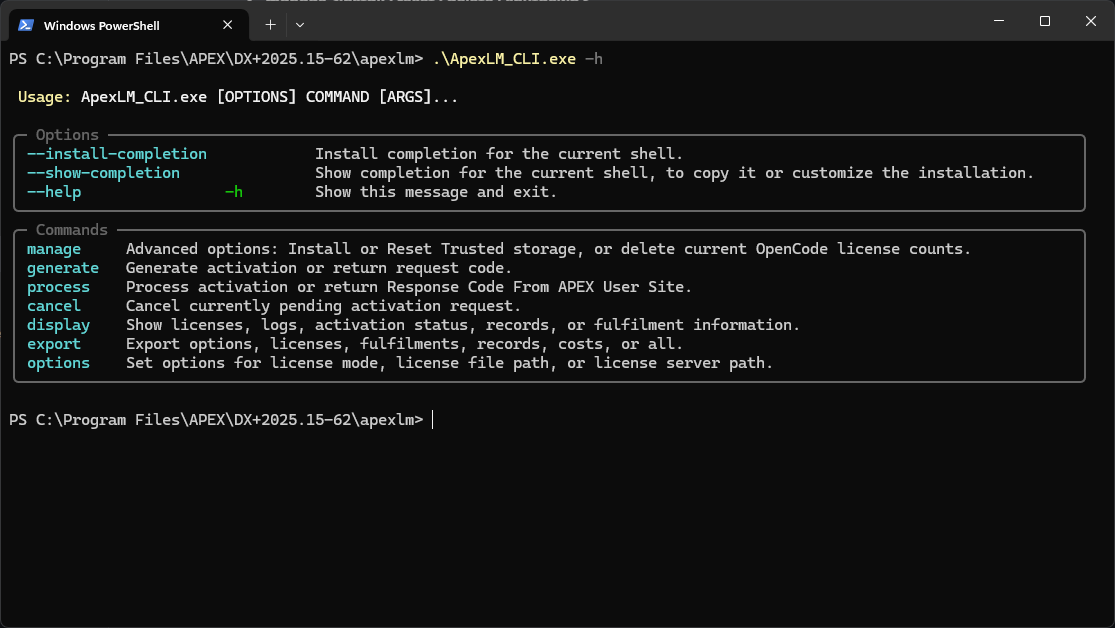 Windows PowerShell
PS C:\Program Files\APEX\DX+2025.15-62\apexlm> .\ApexLM_CLI.exe -h
Usage: ApexLM_CLI.exe [OPTIONS] COMMAND [ARGS]...
Options
--install-completion Install completion for the current shell.
--show-completion Show completion for the current shell, to copy it or customize the installation.
--help -h Show this message and exit.
Commands
manage Advanced options: Install or Reset Trusted storage, or delete current OpenCode license counts.
generate Generate activation or return request code.
process Process activation or return Response Code From APEX User Site.
cancel Cancel currently pending activation request.
display Show licenses, logs, activation status, records, or fulfilment information.
export Export options, licenses, fulfilments, records, costs, or all.
options Set options for license mode, license file path, or license server path.
PS C:\Program Files\APEX\DX+2025.15-62\apexlm>